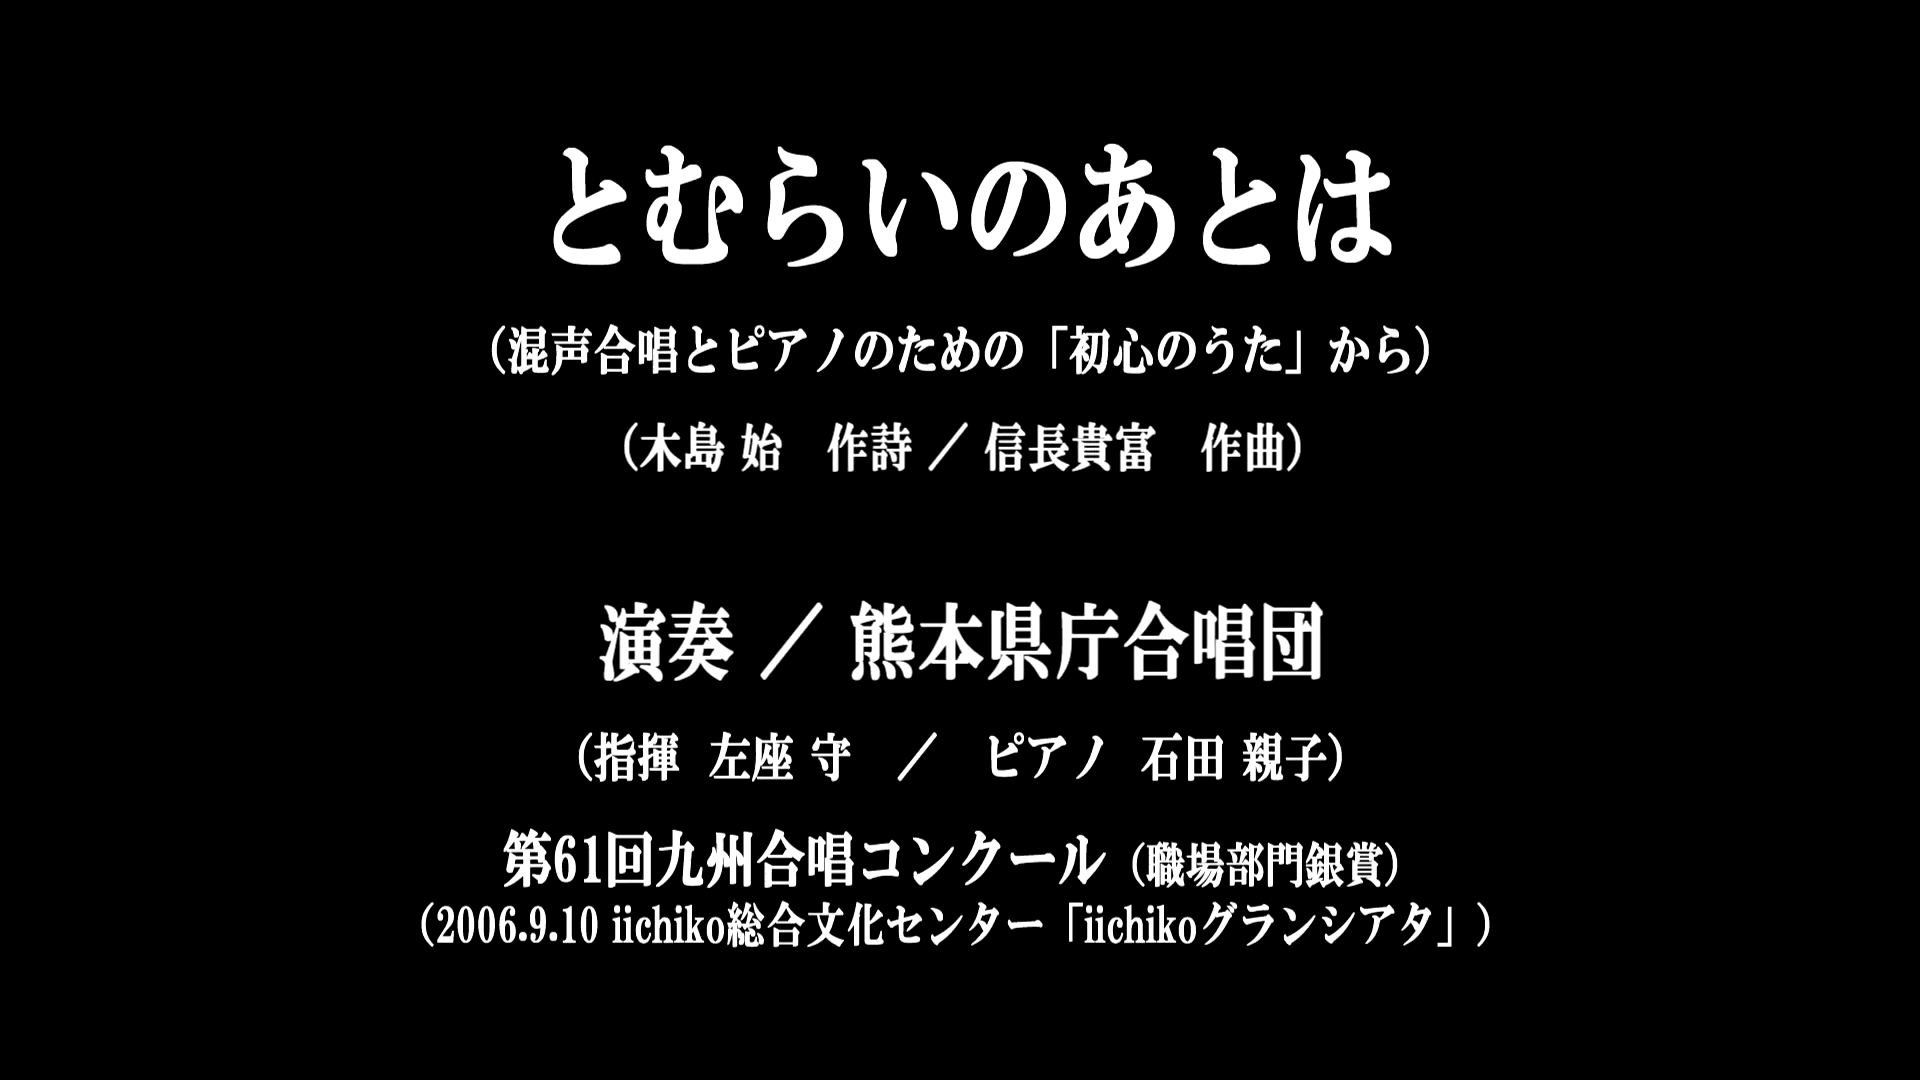 とむらいのあとは
（混声合唱とピアノのための「初心のうた」から）
（木島 始　作詩 ／ 信長貴富　作曲）
演奏 ／ 熊本県庁合唱団
（指揮 左座 守　／　ピアノ 石田 親子）
第61回九州合唱コンクール（職場部門銀賞）
（2006.9.10 iichiko総合文化センター「iichikoグランシアタ」）